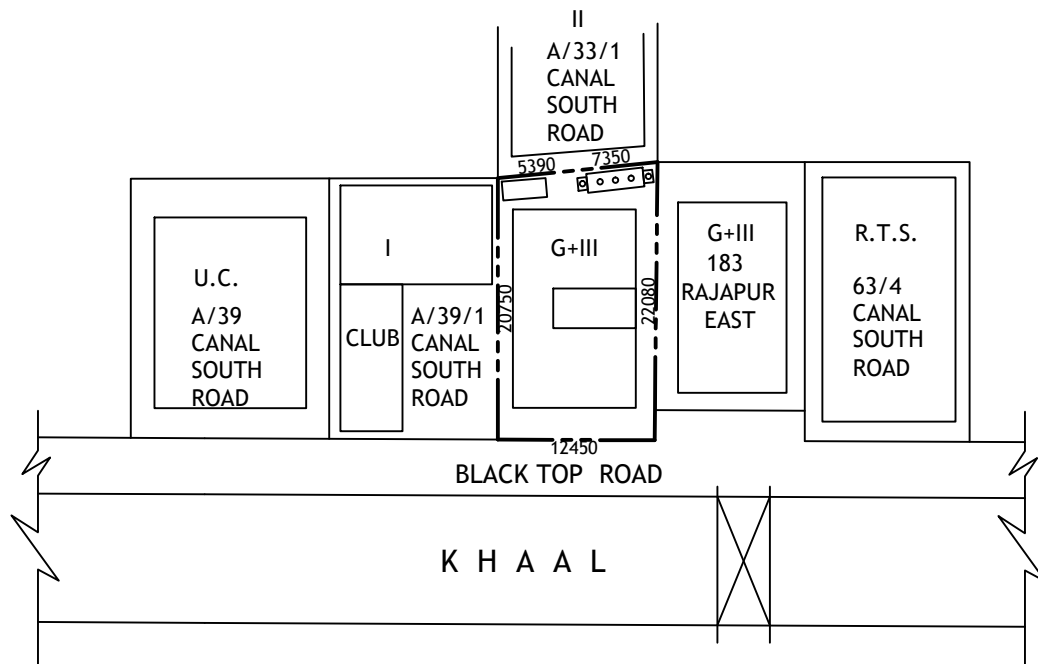 II
A/33/1
CANAL
SOUTH
ROAD
5390
7350
U.C.
A/39
CANAL
SOUTH
ROAD
I
CLUB
A/39/1
CANAL
SOUTH
ROAD
G+III
20750
22080
12450
G+III
183
RAJAPUR
EAST
R.T.S.
63/4
CANAL
SOUTH
ROAD
BLACK TOP ROAD
K H A A L